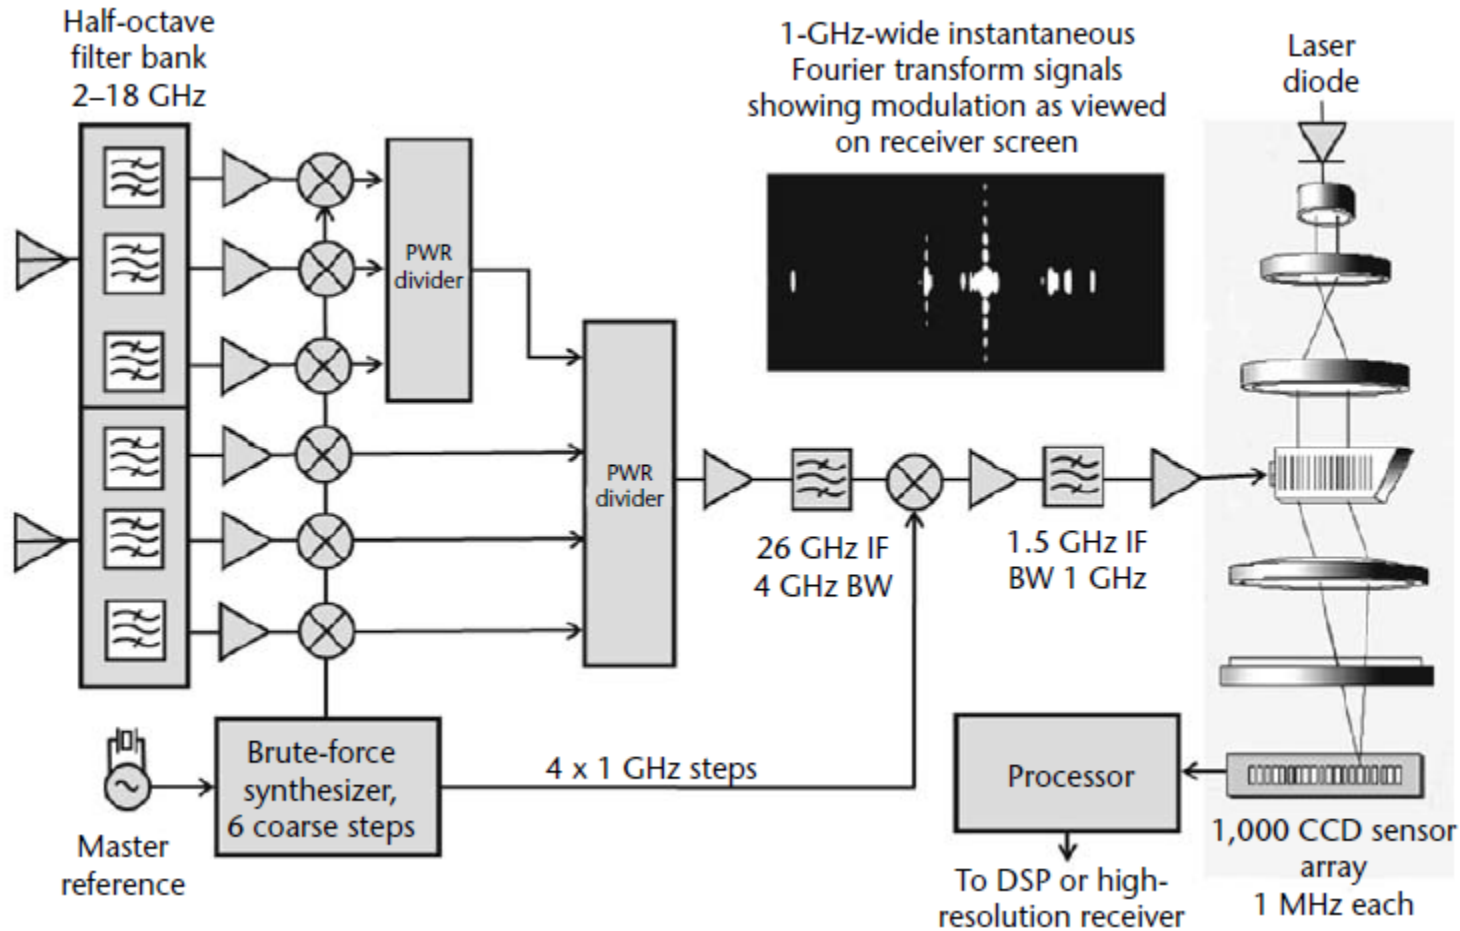 Half-octave
filter bank
2–18 GHz
1-GHz-wide instantaneous
Fourier transform signals
showing modulation as viewed
on receiver screen
Laser
diode
PWR
divider
PWR
divider
26 GHz IF
4 GHz BW
1.5 GHz IF
BW 1 GHz
Brute-force
synthesizer,
6 coarse steps
4 x 1 GHz steps
Master
reference
Processor
To DSP or high-
resolution receiver
1,000 CCD sensor
array
1 MHz each